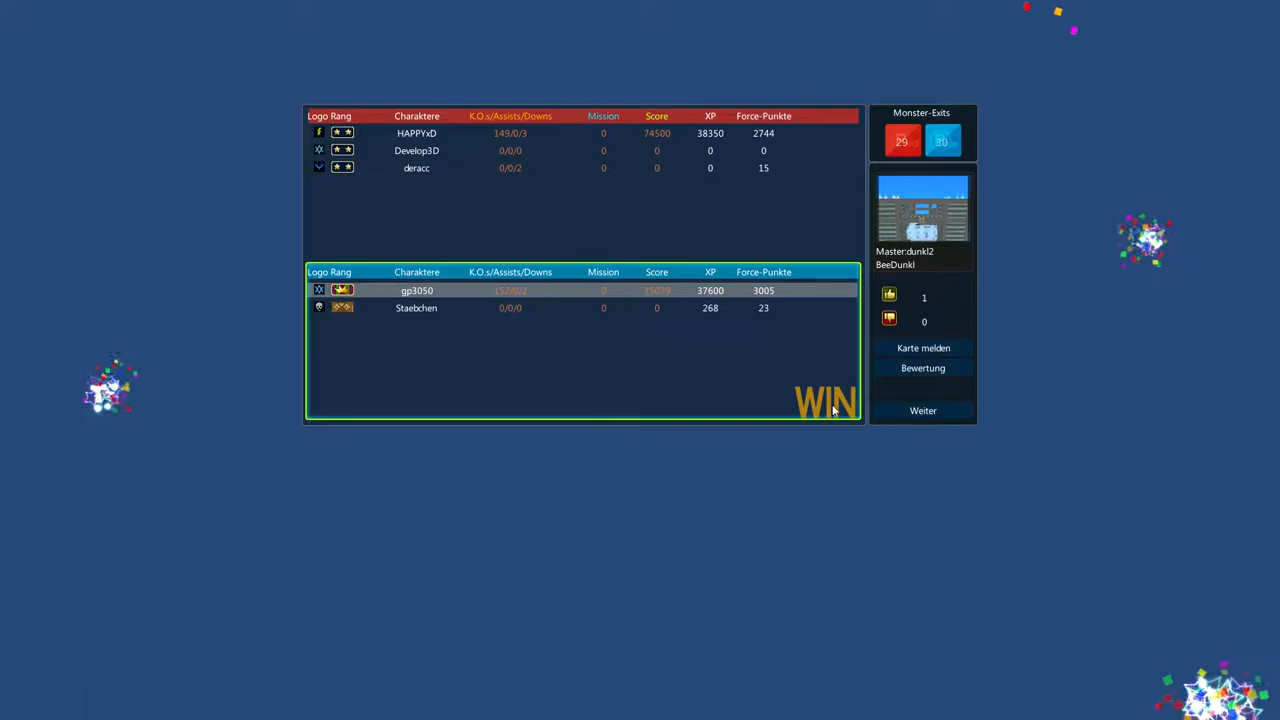 Logo Rang Charaktere K.O.s/Assists/Downs Mission Score XP Force-Punkte
HAPPYxD 149/0/3 0 74500 38350 2744
Develop3D 0/0/0 0 0 0 0
deracc 0/0/2 0 0 0 15
Logo Rang Charaktere K.O.s/Assists/Downs Mission Score XP Force-Punkte
gp3050 0 37600 3005
Staebchen 0/0/0 0 0 268 23
WIN
Monster-Exits
29 30
Master:dunkl2
BeeDunkl
1
0
Karte melden
Bewertung
Weiter